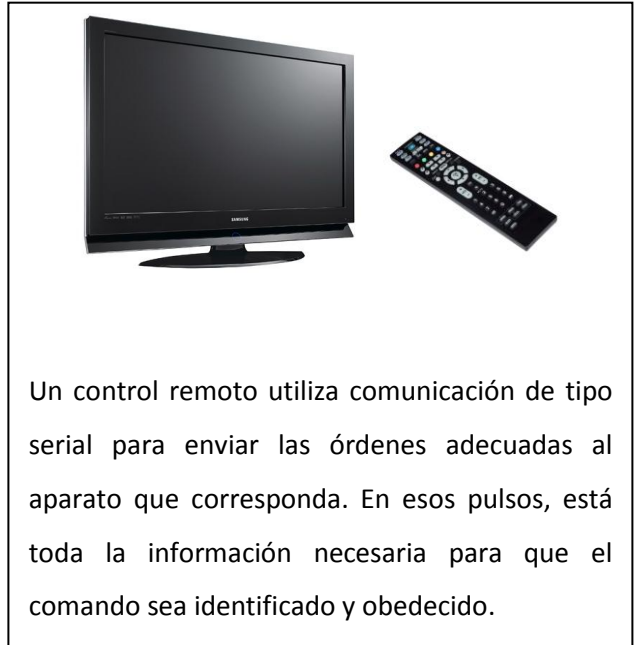 SAMSUNG
Un control remoto utiliza comunicación de tipo
serial para enviar las órdenes adecuadas al
aparato que corresponda. En esos pulsos, está
toda la información necesaria para que el
comando sea identificado y obedecido.